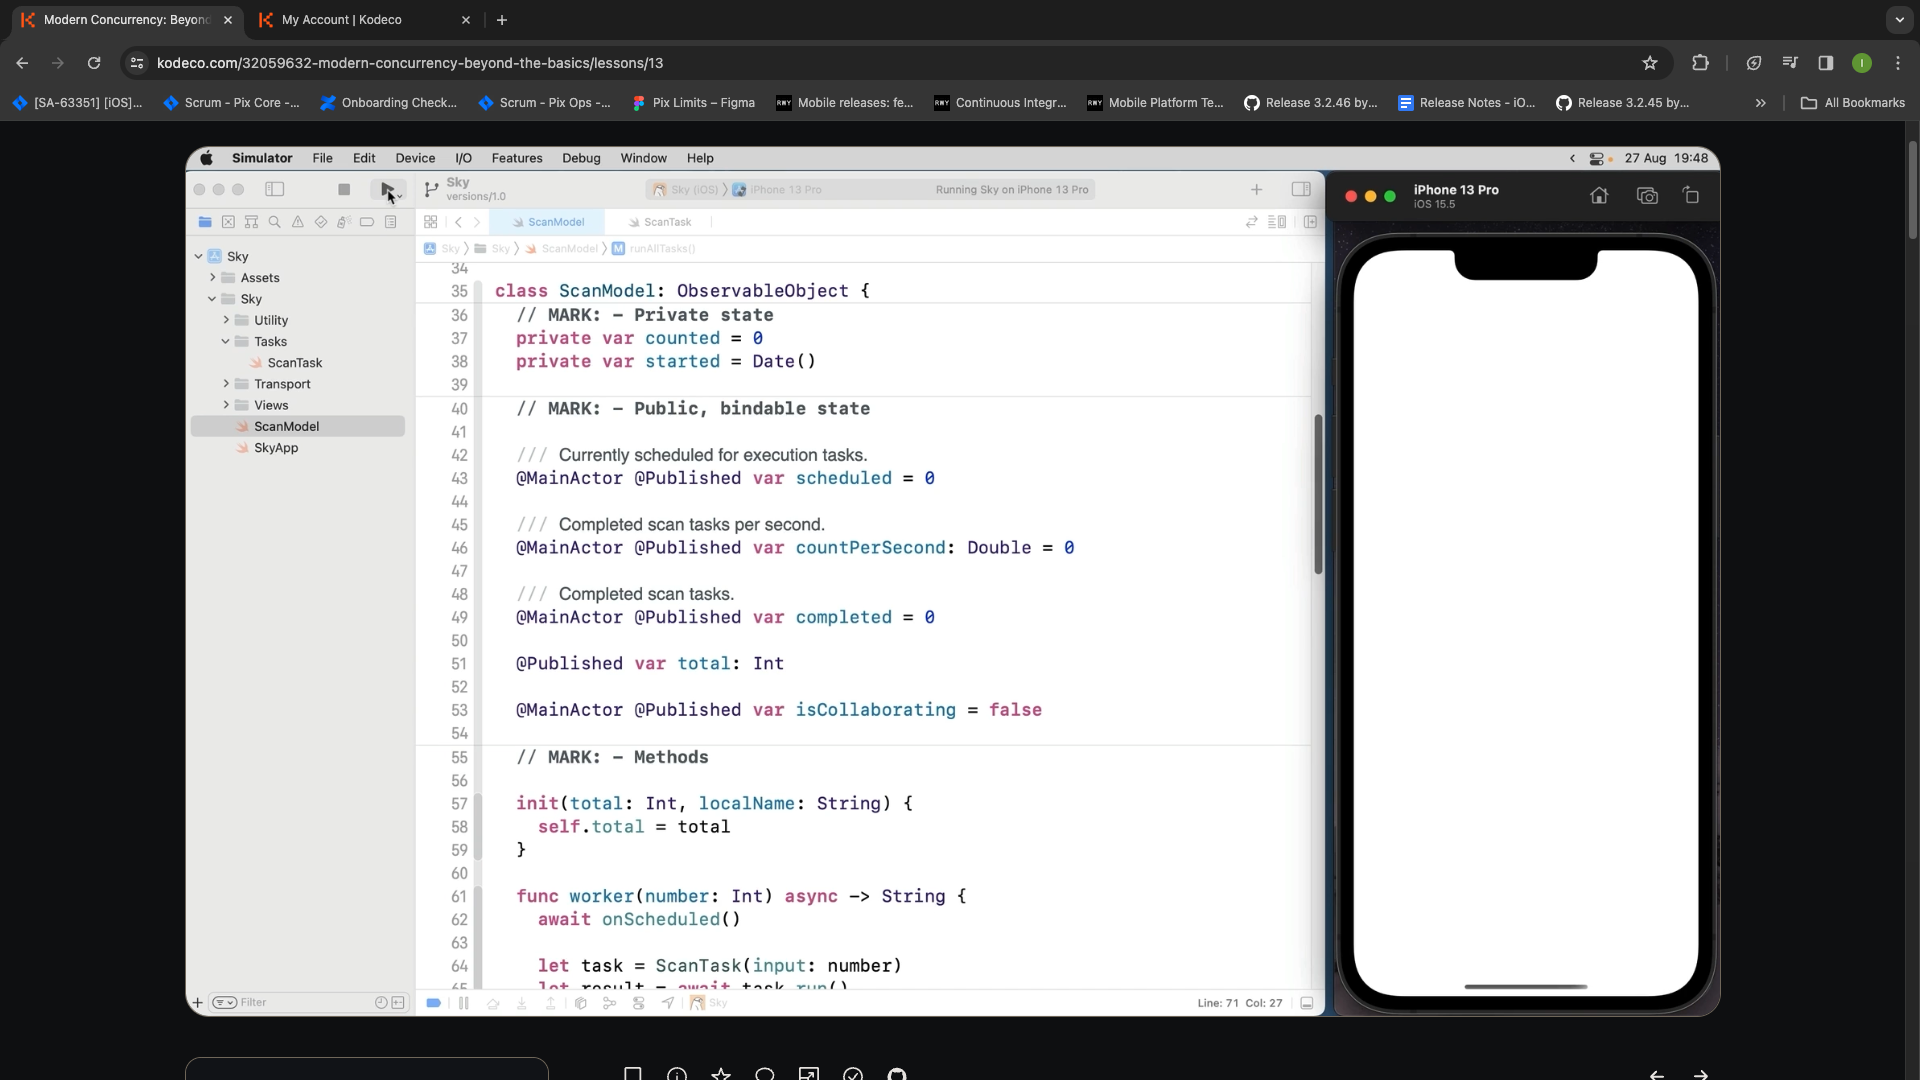 Modern Concurrency: Beyon
My Account | Kodeco
kodeco.com/32059632-modern-concurrency-beyond-the-basics/lessons/13
I
[SA-63351] [iOS]...
Scrum - Pix Core -...
Onboarding Check...
Scrum - Pix Ops -...
Pix Limits – Figma
RWY Mobile releases: fe...
RWY Continuous Integr...
RWY Mobile Platform Te...
Release 3.2.46 by...
Release Notes - iO...
Release 3.2.45 by...
All Bookmarks
Simulator File Edit Device I/O Features Debug Window Help
27 Aug 19:48
Sky
versions/1.0
Sky (iOS) iPhone 13 Pro
Running Sky on iPhone 13 Pro
iPhone 13 Pro
iOS 15.5
ScanModel
ScanTask
Sky Sky ScanModel M runAllTasks()
Sky
Assets
Sky
Utility
Tasks
ScanTask
Transport
Views
ScanModel
SkyApp
Filter
34
35 class ScanModel: ObservableObject {
36 // MARK: - Private state
37 private var counted = 0
38 private var started = Date()
39
40 // MARK: - Public, bindable state
41
42 /// Currently scheduled for execution tasks.
43 @MainActor @Published var scheduled = 0
44
45 /// Completed scan tasks per second.
46 @MainActor @Published var countPerSecond: Double = 0
47
48 /// Completed scan tasks.
49 @MainActor @Published var completed = 0
50
51 @Published var total: Int
52
53 @MainActor @Published var isCollaborating = false
54
55 // MARK: - Methods
56
57 init(total: Int, localName: String) {
58 self.total = total
59 }
60
61 func worker(number: Int) async -> String {
62 await onScheduled()
63
64 let task = ScanTask(input: number)
65 let result = await task.run()
Sky
Line: 71 Col: 27